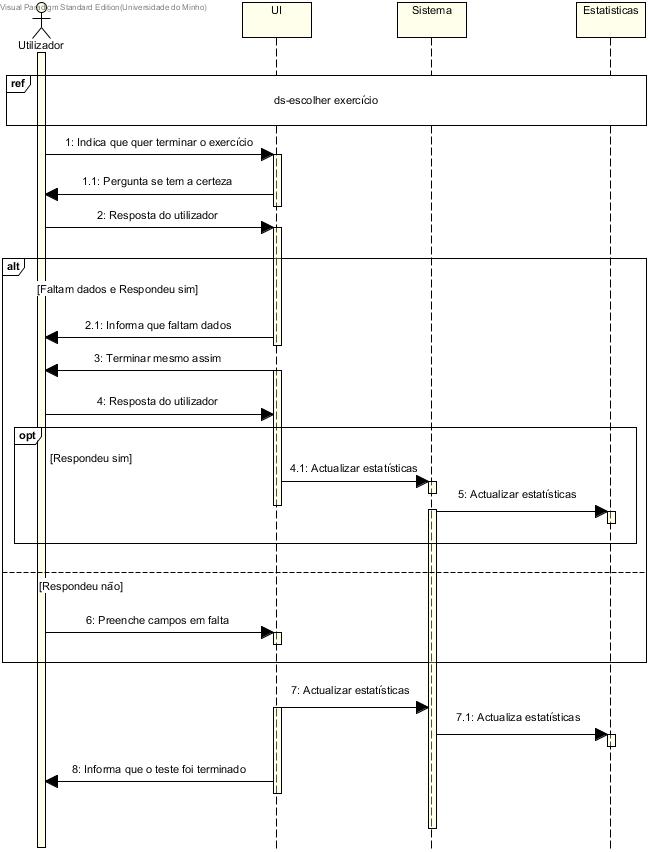 Visual Paradigm Standard Edition(Universidade do Minho)
UI
Sistema
Estatisticas
Utilizador
ref
ds-escolher exercício
1: Indica que quer terminar o exercício
1.1: Pergunta se tem a certeza
2: Resposta do utilizador
alt
[Faltam dados e Respondeu sim]
2.1: Informa que faltam dados
3: Terminar mesmo assim
4: Resposta do utilizador
opt
[Respondeu sim]
4.1: Actualizar estatísticas
5: Actualizar estatísticas
[Respondeu não]
6: Preenche campos em falta
7: Actualizar estatísticas
7.1: Actualiza estatísticas
8: Informa que o teste foi terminado